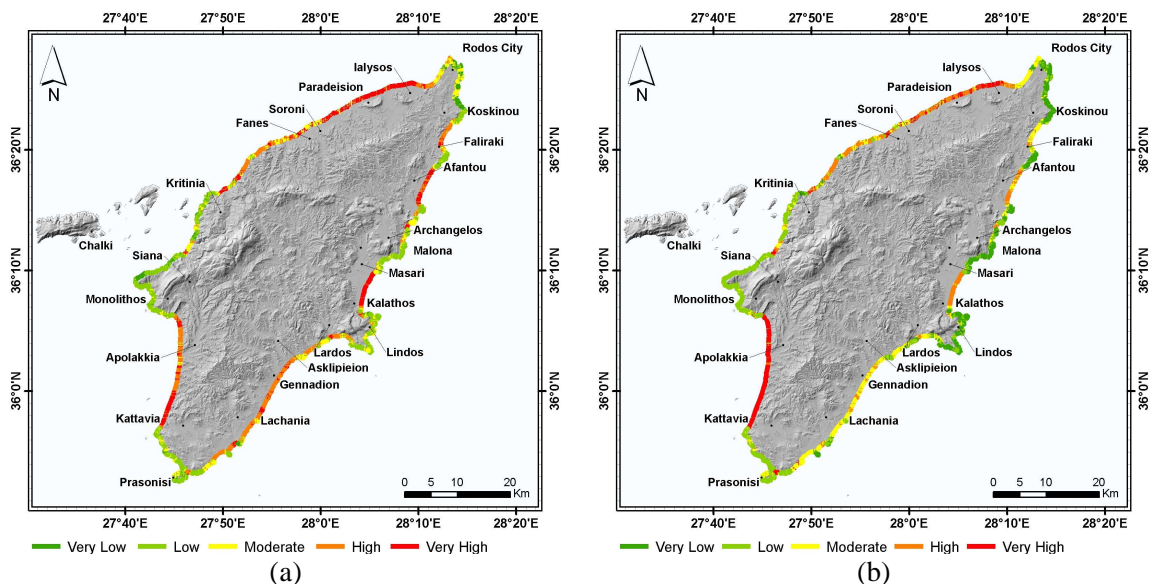 27°40'E 27°50'E 28°0'E 28°10'E 28°20'E
Rodos City
Ialysos
Paradeision
Koskinou
Soroni
Fanes
36°20'N
Faliraki
Afantou
Kritinia
Archangelos
Chalki
Malona
Siana
36°10'N
Masari
Monolithos
Kalathos
Apolakkia
Lardos
Lindos
Asklipieion
36°0'N
Gennadion
Kattavia
Lachania
Prasonisi
0 5 10 20
Km
N
27°40'E 27°50'E 28°0'E 28°10'E 28°20'E
Very Low Low Moderate High Very High
(a)
27°40'E 27°50'E 28°0'E 28°10'E 28°20'E
Rodos City
Ialysos
Paradeision
Koskinou
Soroni
Fanes
36°20'N
Faliraki
Afantou
Kritinia
Archangelos
Chalki
Malona
Siana
36°10'N
Masari
Monolithos
Kalathos
Apolakkia
Lardos
Lindos
Asklipieion
36°0'N
Gennadion
Kattavia
Lachania
Prasonisi
0 5 10 20
Km
N
27°40'E 27°50'E 28°0'E 28°10'E 28°20'E
Very Low Low Moderate High Very High
(b)